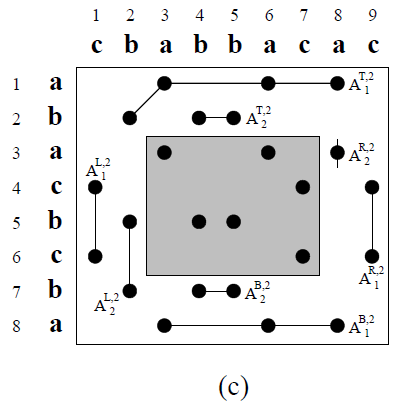 1 2 3 4 5 6 7 8 9
c b a b b a c a c
1 a A₁ᵀ,²
2 b A₂ᵀ,²
3 a A₂ᴿ,²
A₁ᴸ,²
4 c
5 b
6 c A₁ᴿ,²
7 b A₂ᴸ,² A₂ᴮ,²
8 a A₁ᴮ,²
(c)